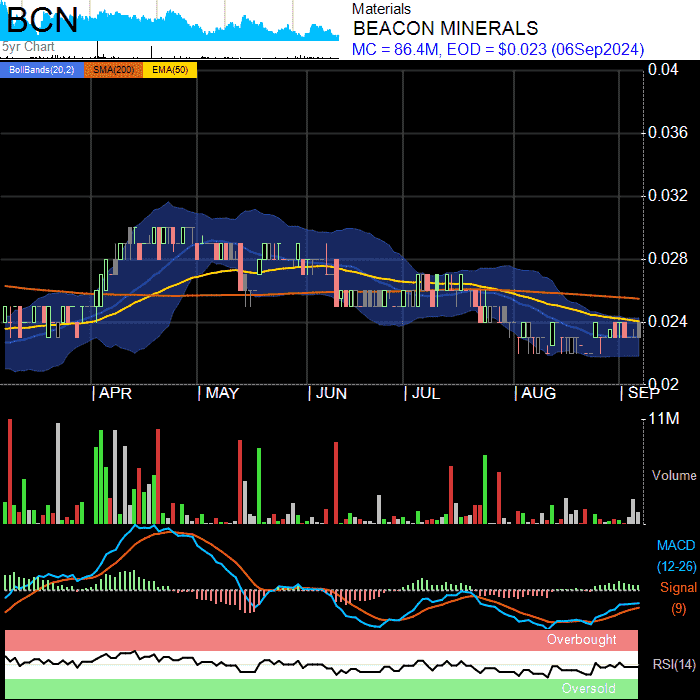 BCN
5yr Chart
Materials
BEACON MINERALS
MC = 86.4M, EOD = $0.023 (06Sep2024)
BollBands(20,2) SMA(200) EMA(50)
0.04
0.036
0.032
0.028
0.024
0.02
APR MAY JUN JUL AUG SEP
11M
Volume
MACD
(12-26)
Signal
(9)
Overbought
RSI(14)
Oversold